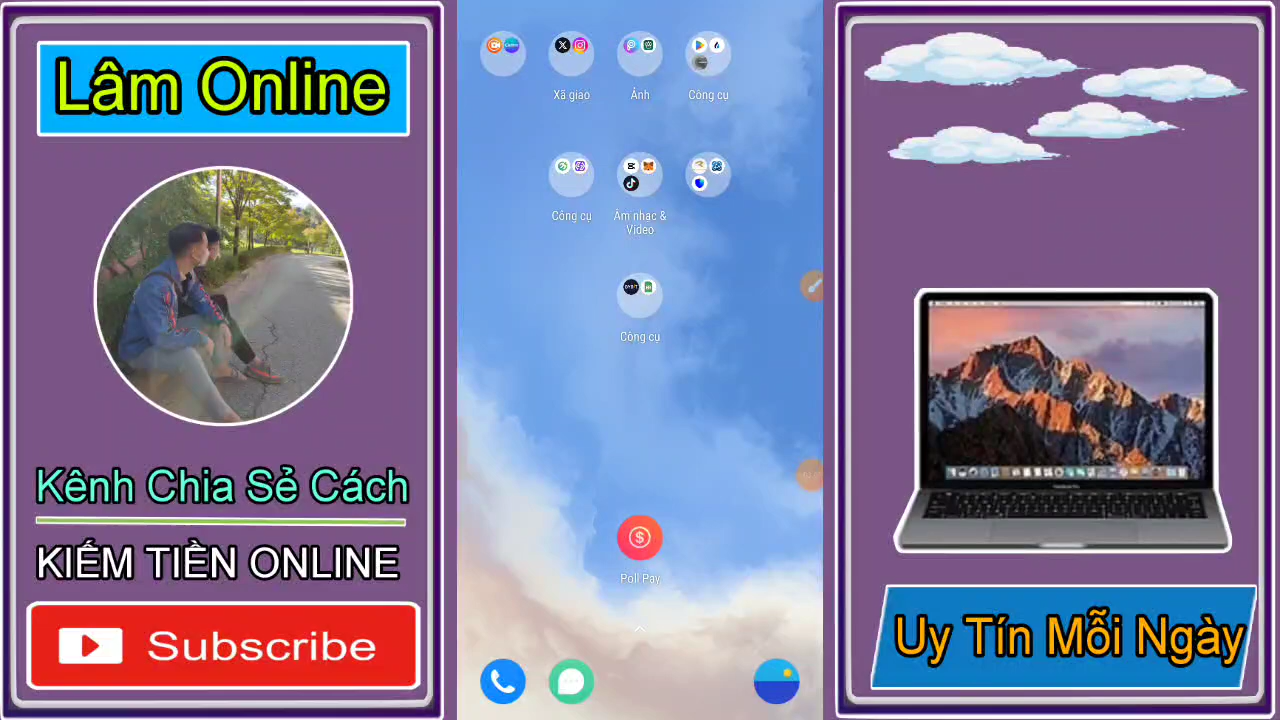 Lâm Online
Kênh Chia Sẻ Cách
KIẾM TIỀN ONLINE
Subscribe
Xã giao
Ảnh
Công cụ
Công cụ
Âm nhạc &
Video
Công cụ
Poll Pay
Uy Tín Mỗi Ngày